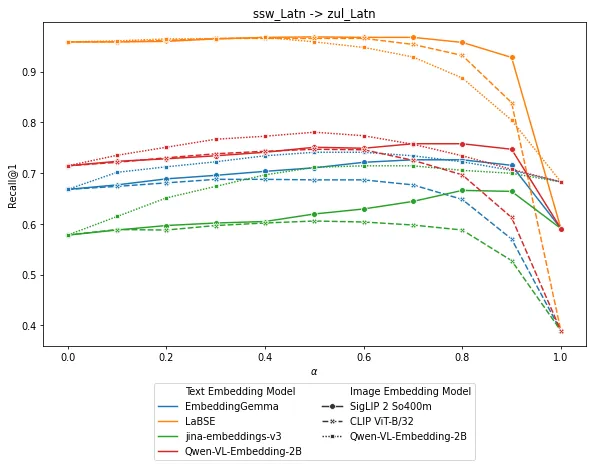 ssw_Latn -> zul_Latn
Recall@1
0.9
0.8
0.7
0.6
0.5
0.4
0.0
0.2
0.4
0.6
0.8
1.0
α
Text Embedding Model
EmbeddingGemma
LaBSE
jina-embeddings-v3
Qwen-VL-Embedding-2B
Image Embedding Model
SigLIP 2 So400m
CLIP ViT-B/32
Qwen-VL-Embedding-2B